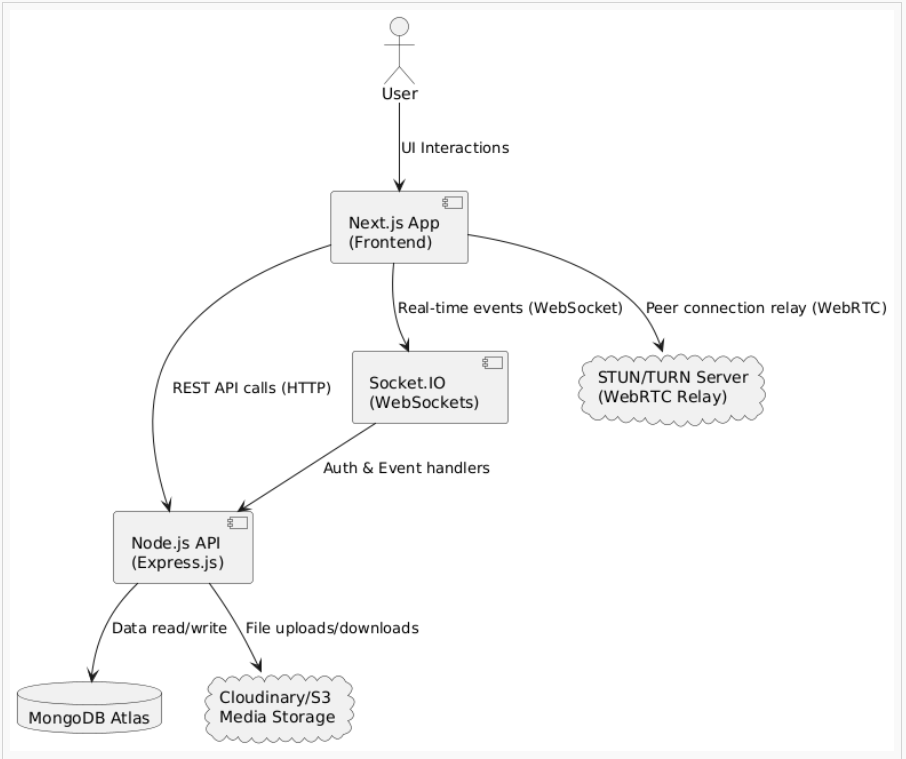 User
UI Interactions
Next.js App
(Frontend)
Real-time events (WebSocket)
Peer connection relay (WebRTC)
STUN/TURN Server
(WebRTC Relay)
Socket.IO
(WebSockets)
REST API calls (HTTP)
Auth & Event handlers
Node.js API
(Express.js)
Data read/write
File uploads/downloads
MongoDB Atlas
Cloudinary/S3
Media Storage